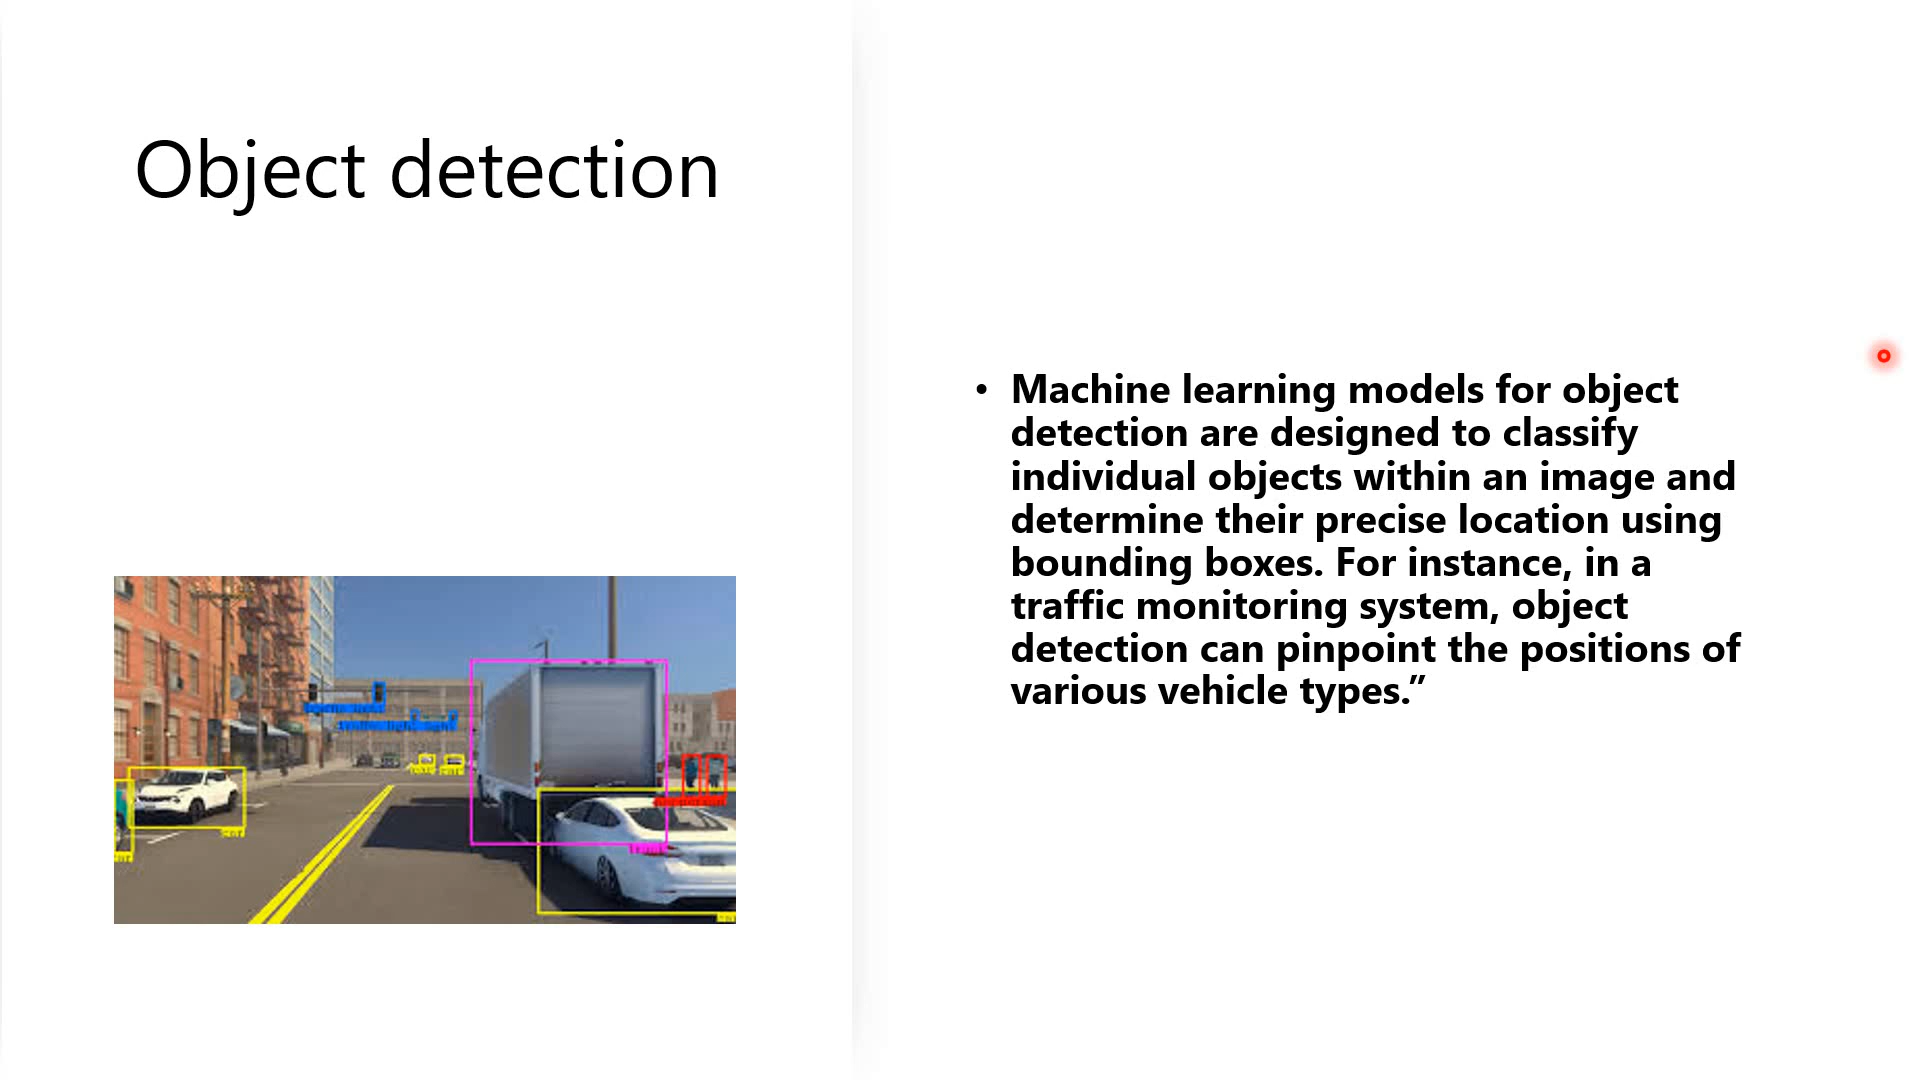 Object detection
• Machine learning models for object
detection are designed to classify
individual objects within an image and
determine their precise location using
bounding boxes. For instance, in a
traffic monitoring system, object
detection can pinpoint the positions of
various vehicle types.”
car